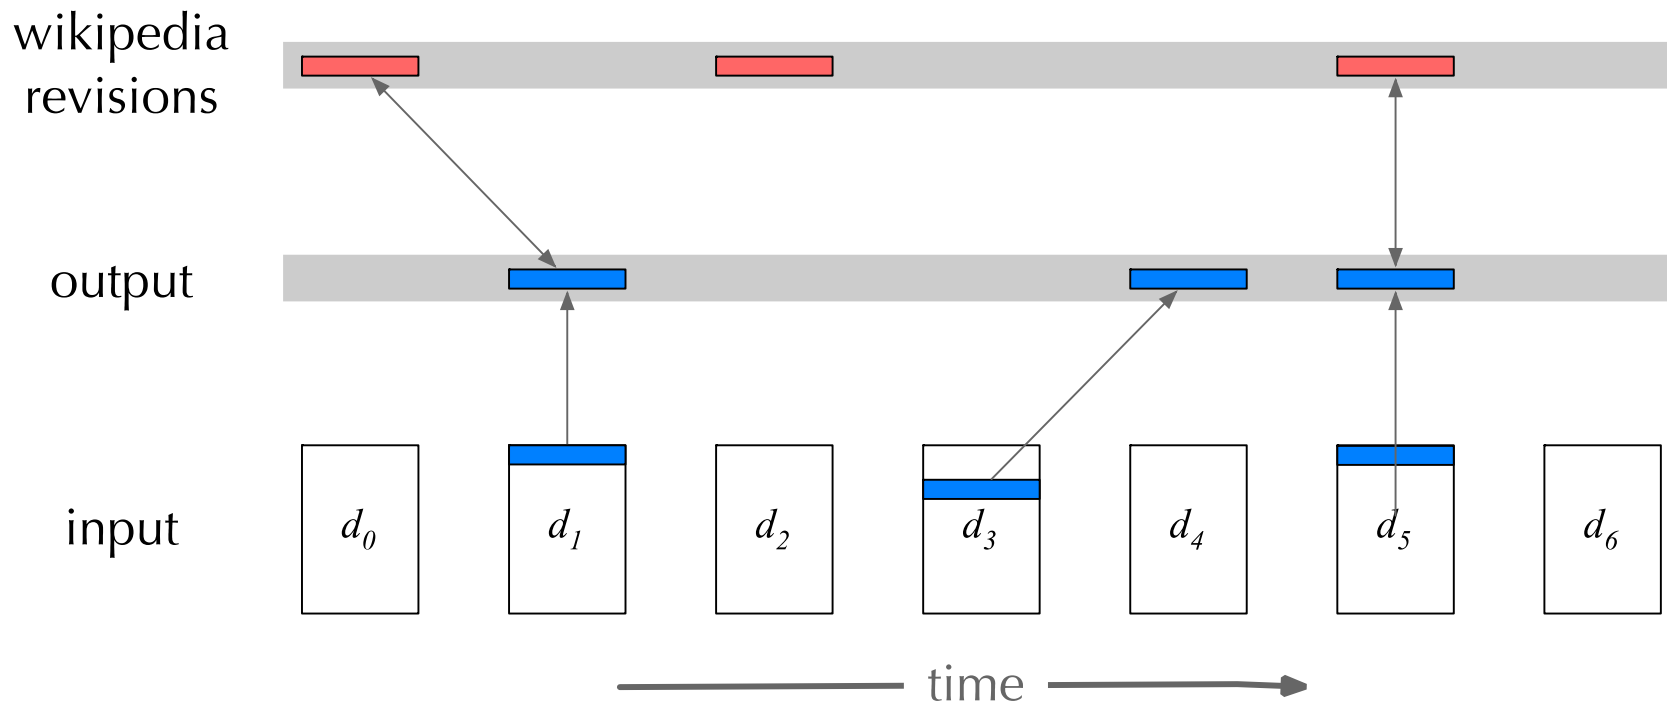 wikipedia
revisions
output
input
d0 d1 d2 d3 d4 d5 d6
time